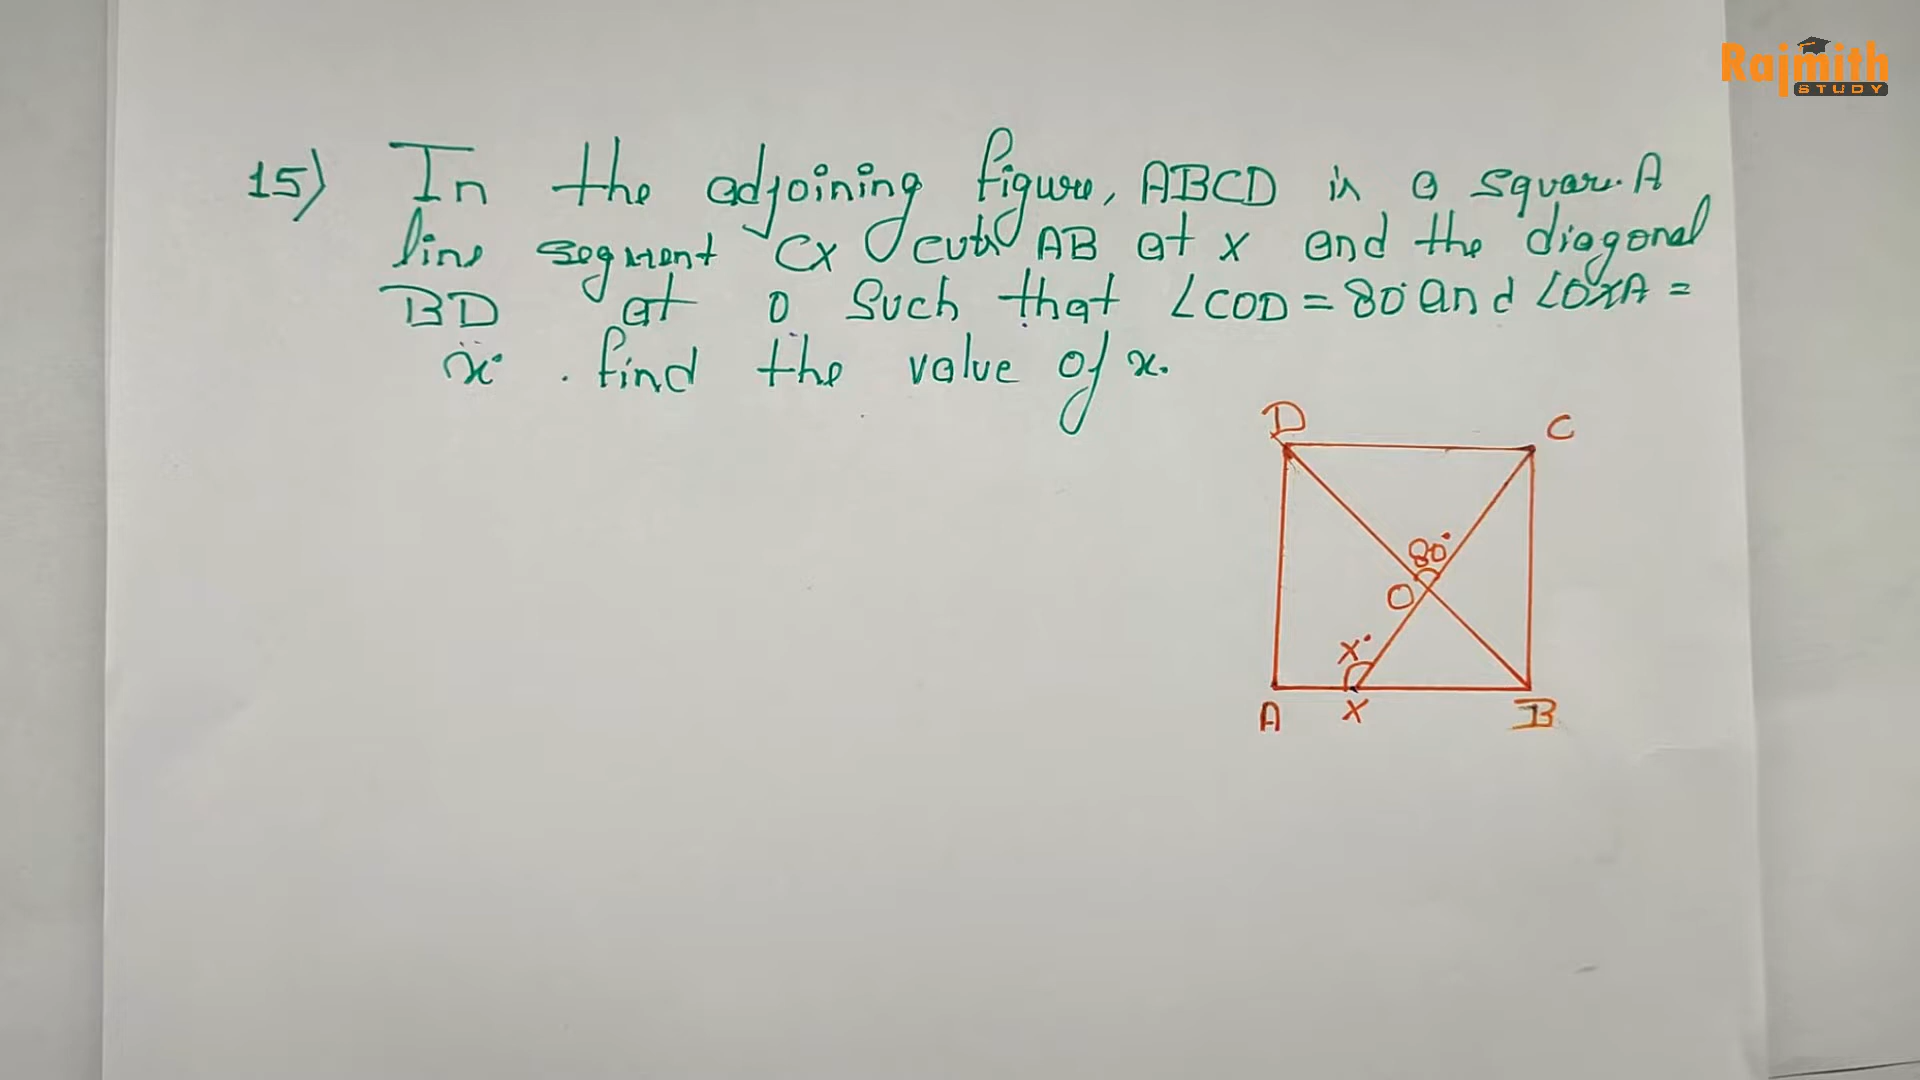 Rajmith
STUDY
15) In the adjoining figure, ABCD is a square. A
line segment CX cuts AB at X and the diagonal
BD at O such that ∠COD = 80° and ∠OXA =
x° . find the value of x.
D C
80°
O
x°
A X B